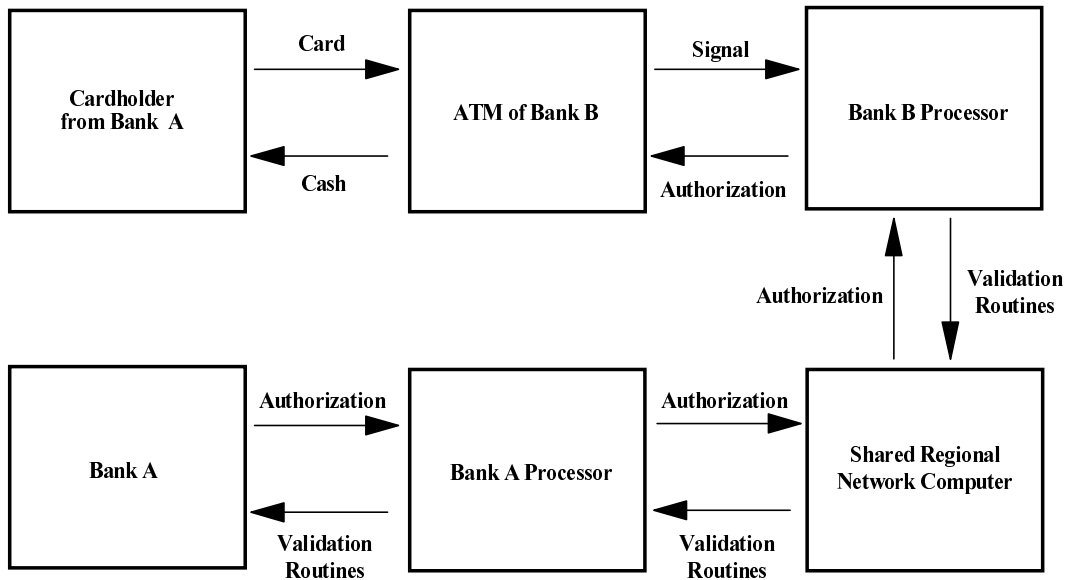 Card
Signal
Cardholder
from Bank A
ATM of Bank B
Bank B Processor
Cash
Authorization
Authorization
Validation
Routines
Authorization
Authorization
Bank A
Bank A Processor
Shared Regional
Network Computer
Validation
Routines
Validation
Routines